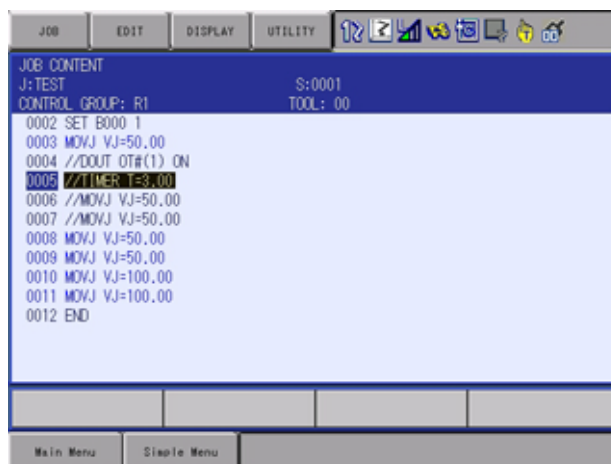 JOB EDIT DISPLAY UTILITY
JOB CONTENT
J:TEST S:0001
CONTROL GROUP: R1 TOOL: 00
0002 SET B000 1
0003 MOVJ VJ=50.00
0004 //DOUT OT#(1) ON
0005 //TIMER T=3.00
0006 //MOVJ VJ=50.00
0007 //MOVJ VJ=50.00
0008 MOVJ VJ=50.00
0009 MOVJ VJ=50.00
0010 MOVJ VJ=100.00
0011 MOVJ VJ=100.00
0012 END
Main Menu Simple Menu